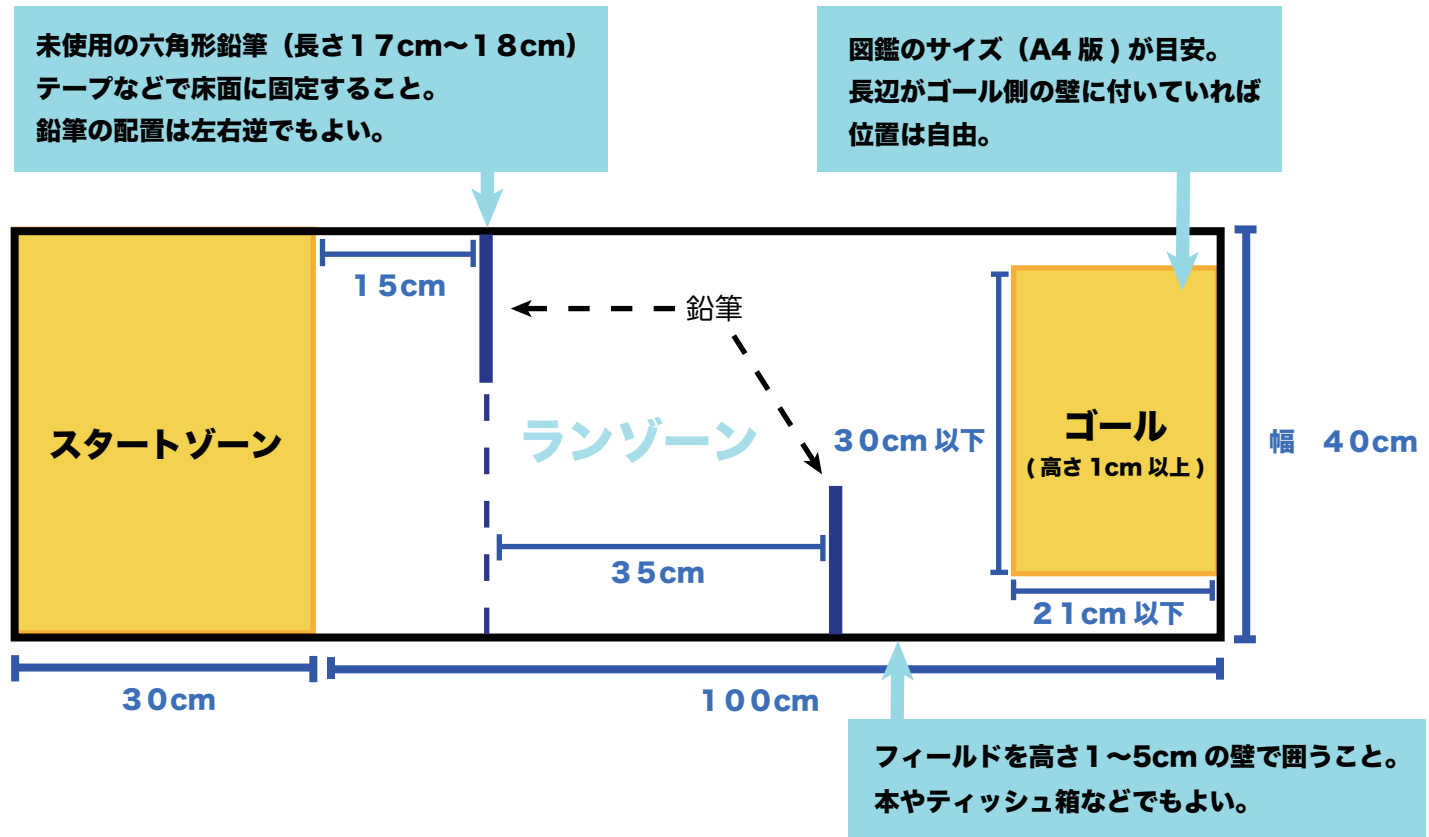 未使用の六角形鉛筆（長さ１７cm〜１８cm）
テープなどで床面に固定すること。
鉛筆の配置は左右逆でもよい。
図鑑のサイズ（A4 版 ) が目安。
長辺がゴール側の壁に付いていれば
位置は自由。
１５cm
鉛筆
スタートゾーン
ランゾーン
３０cm 以下
ゴール
( 高さ 1cm 以上 )
幅　４０cm
３５cm
２１cm 以下
３０cm
１００cm
フィールドを高さ１〜5cm の壁で囲うこと。
本やティッシュ箱などでもよい。